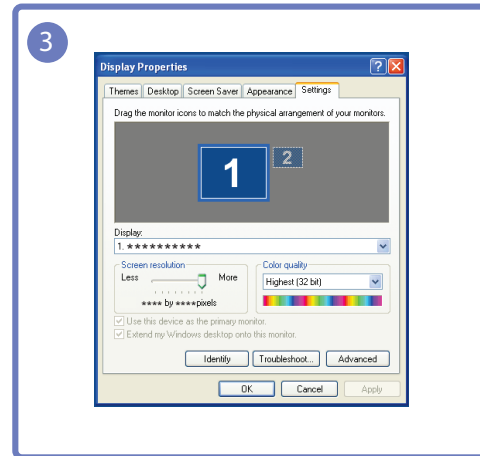 3
Display Properties
Themes Desktop Screen Saver Appearance Settings
Drag the monitor icons to match the physical arrangement of your monitors.
1 2
Display:
1. **********
Screen resolution
Less More
**** by ****pixels
Color quality
Highest (32 bit)
Use this device as the primary monitor.
Extend my Windows desktop onto this monitor.
Identify Troubleshoot... Advanced
OK Cancel Apply